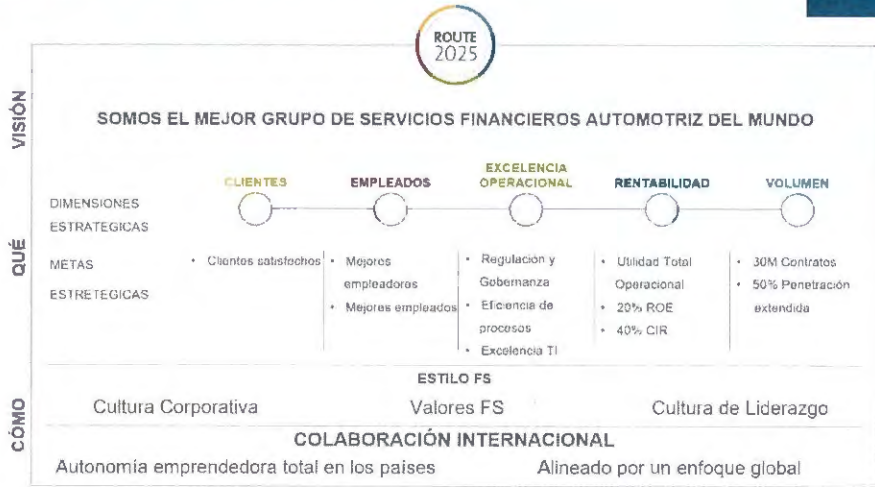 ROUTE
2025
VISIÓN
SOMOS EL MEJOR GRUPO DE SERVICIOS FINANCIEROS AUTOMOTRIZ DEL MUNDO
QUÉ
DIMENSIONES
ESTRATEGICAS
CLIENTES
EMPLEADOS
EXCELENCIA
OPERACIONAL
RENTABILIDAD
VOLUMEN
METAS
ESTRETEGICAS
• Clientes satisfechos
• Mejores
empleadores
• Mejores empleados
• Regulación y
Gobernanza
• Eficiencia de
procesos
• Excelencia TI
• Utilidad Total
Operacional
• 20% ROE
• 40% CIR
• 30M Contratos
• 50% Penetración
extendida
CÓMO
ESTILO FS
Cultura Corporativa Valores FS Cultura de Liderazgo
COLABORACIÓN INTERNACIONAL
Autonomía emprendedora total en los países Alineado por un enfoque global